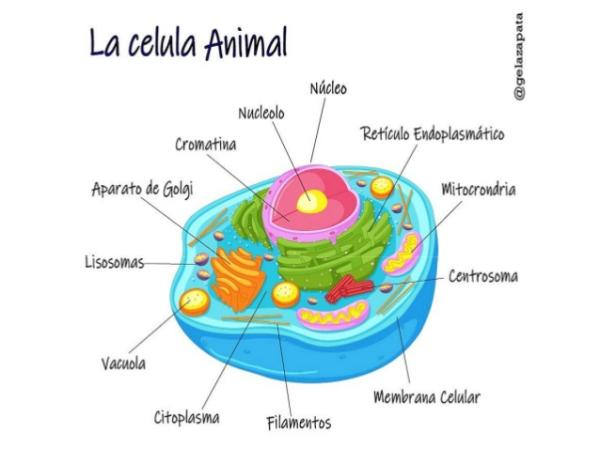 La celula Animal
@gelazapata
Núcleo
Nucleolo
Cromatina
Retículo Endoplasmático
Aparato de Golgi
Mitocrondria
Lisosomas
Centrosoma
Vacuola
Membrana Celular
Citoplasma
Filamentos